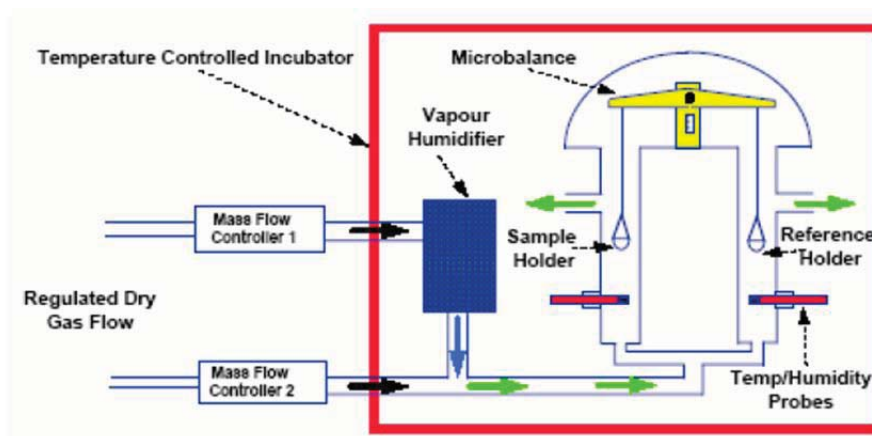 Temperature Controlled Incubator
Microbalance
Vapour
Humidifier
Mass Flow
Controller 1
Sample
Holder
Reference
Holder
Regulated Dry
Gas Flow
Mass Flow
Controller 2
Temp/Humidity
Probes